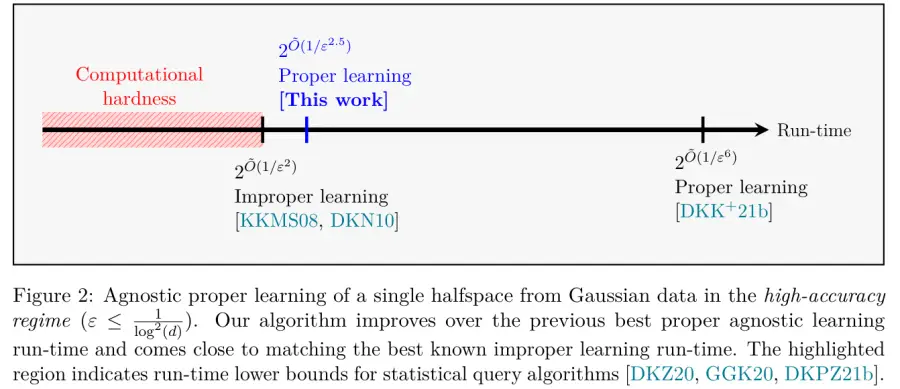 2^{Õ(1/ε^{2.5})}
Computational
hardness
Proper learning
[This work]
Run-time
2^{Õ(1/ε^2)}
Improper learning
[KKMS08, DKN10]
2^{Õ(1/ε^6)}
Proper learning
[DKK^+21b]
Figure 2: Agnostic proper learning of a single halfspace from Gaussian data in the high-accuracy
regime (ε ≤ \frac{1}{\log^2(d)}). Our algorithm improves over the previous best proper agnostic learning
run-time and comes close to matching the best known improper learning run-time. The highlighted
region indicates run-time lower bounds for statistical query algorithms [DKZ20, GGK20, DKPZ21b].